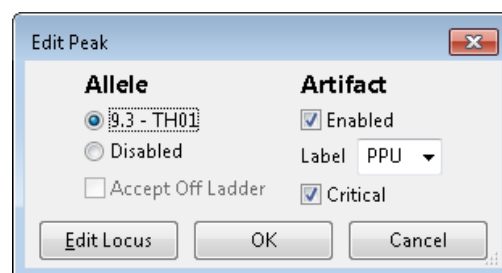 Edit Peak
Allele Artifact
9.3 - TH01 Enabled
Disabled Label PPU
Accept Off Ladder Critical
Edit Locus OK Cancel